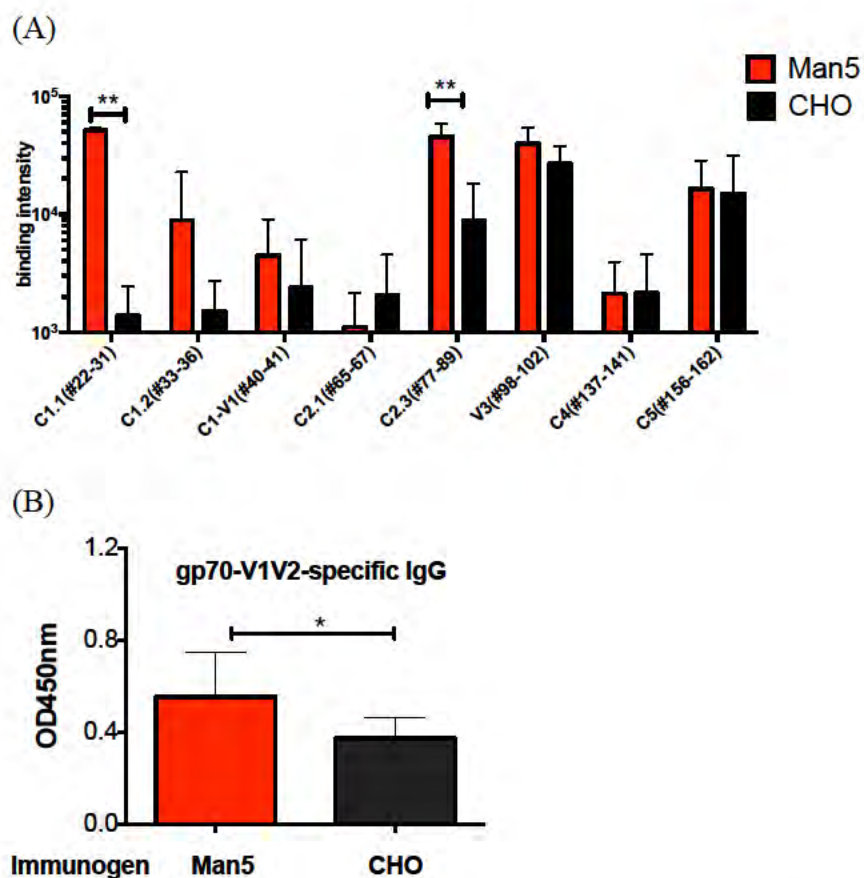 (A)
Man5
CHO
**
**
10^5
10^4
10^3
binding intensity
C1.1(#22-31)
C1.2(#33-36)
C1-V1(#40-41)
C2.1(#65-67)
C2.3(#77-89)
V3(#98-102)
C4(#137-141)
C5(#156-162)
(B)
1.2
0.8
0.4
0.0
OD450nm
gp70-V1V2-specific IgG
*
Immunogen Man5 CHO